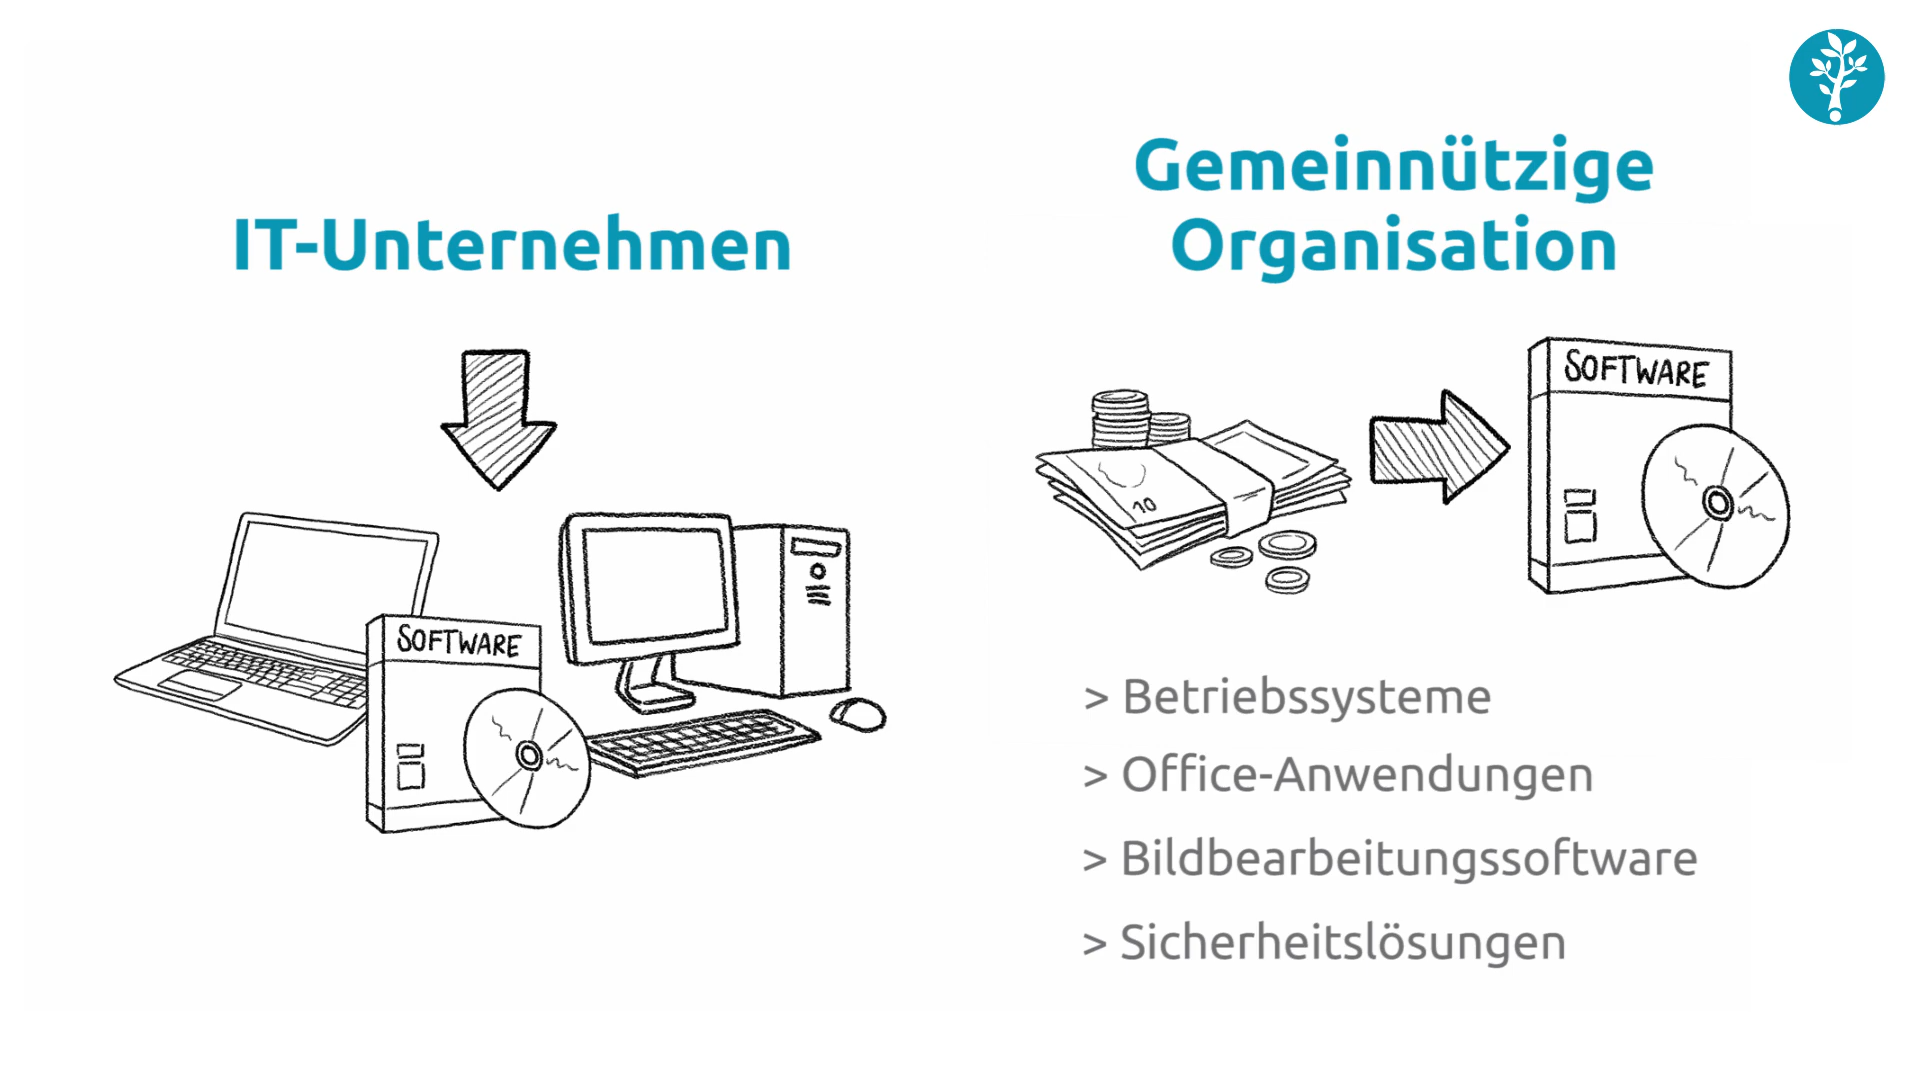 IT-Unternehmen
SOFTWARE
Gemeinnützige
Organisation
10
SOFTWARE
> Betriebssysteme
> Office-Anwendungen
> Bildbearbeitungssoftware
> Sicherheitslösungen